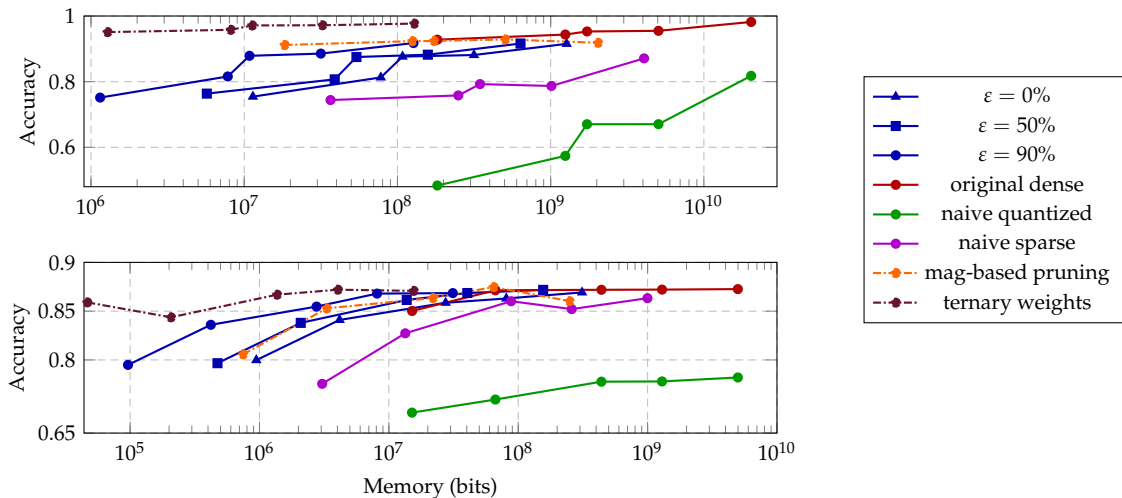 1
0.8
0.6
Accuracy
10^6
10^7
10^8
10^9
10^10
0.9
0.85
0.8
0.65
Accuracy
10^5
10^6
10^7
10^8
10^9
10^10
Memory (bits)
ε = 0%
ε = 50%
ε = 90%
original dense
naive quantized
naive sparse
mag-based pruning
ternary weights